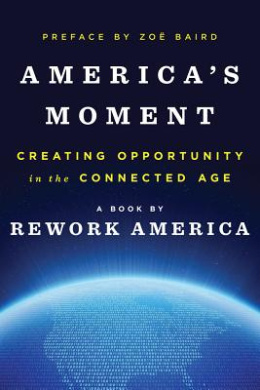 PREFACE BY ZOË BAIRD
AMERICA'S
MOMENT
CREATING OPPORTUNITY
in the CONNECTED AGE
A BOOK BY
REWORK AMERICA